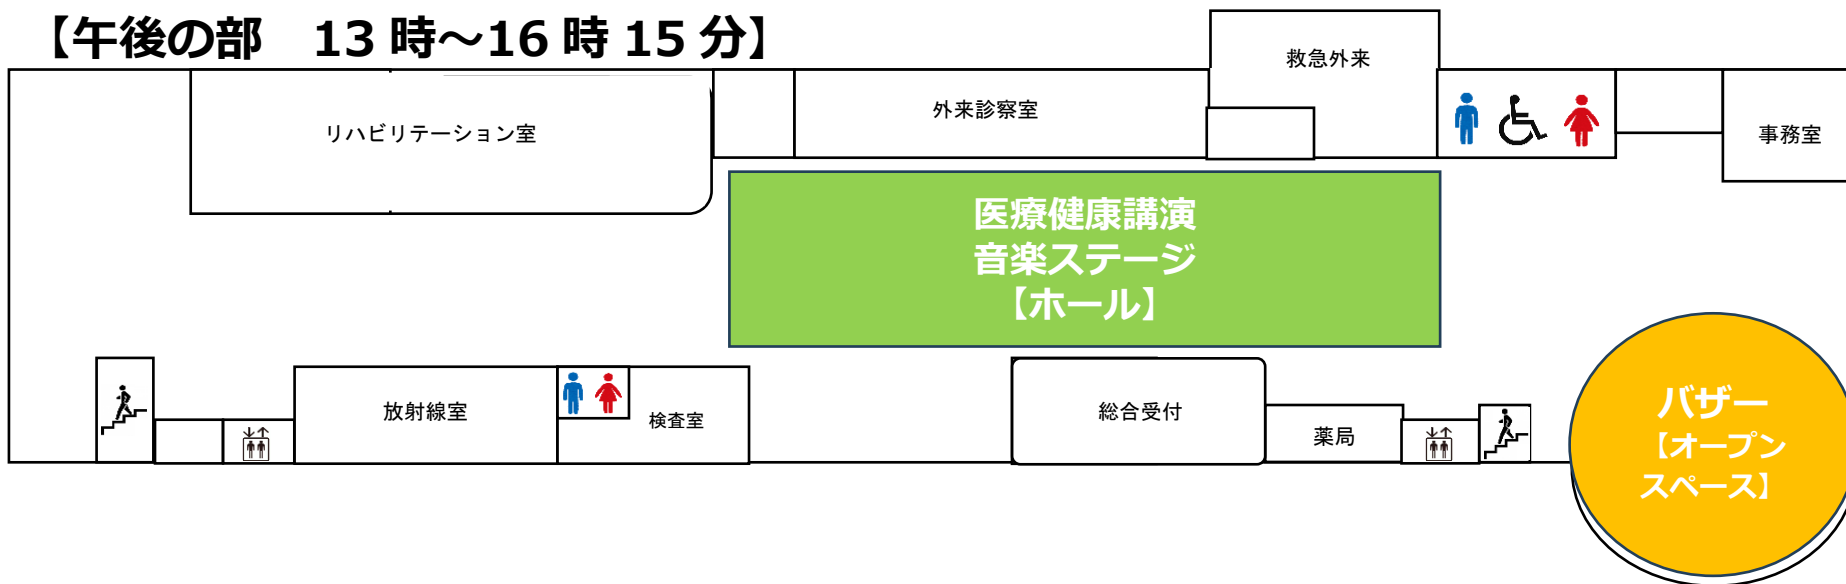 【午後の部　13時～16時15分】
救急外来
外来診察室
リハビリテーション室
事務室
医療健康講演
音楽ステージ
【ホール】
放射線室
検査室
総合受付
薬局
バザー
【オープン
スペース】